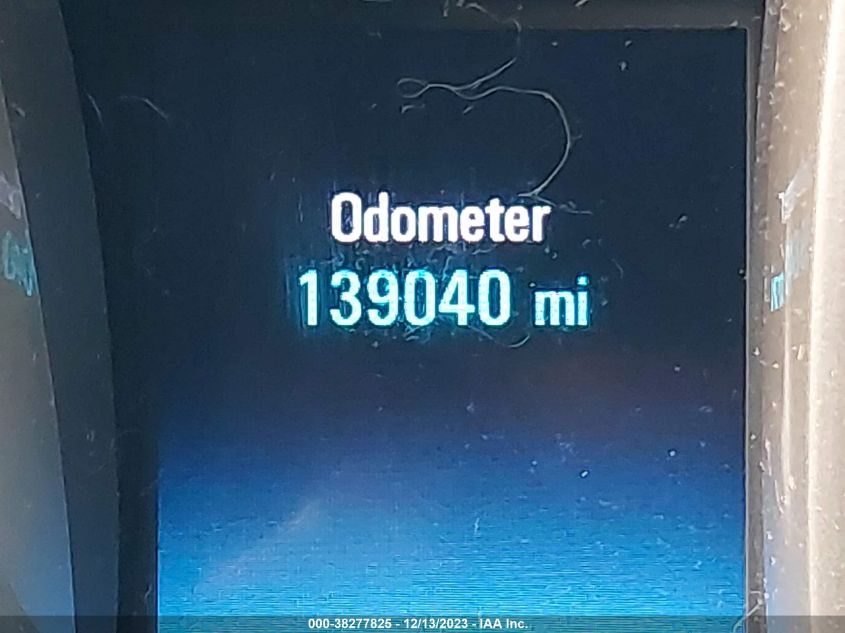 Odometer
139040 mi
000-38277825 - 12/13/2023 - IAA Inc.